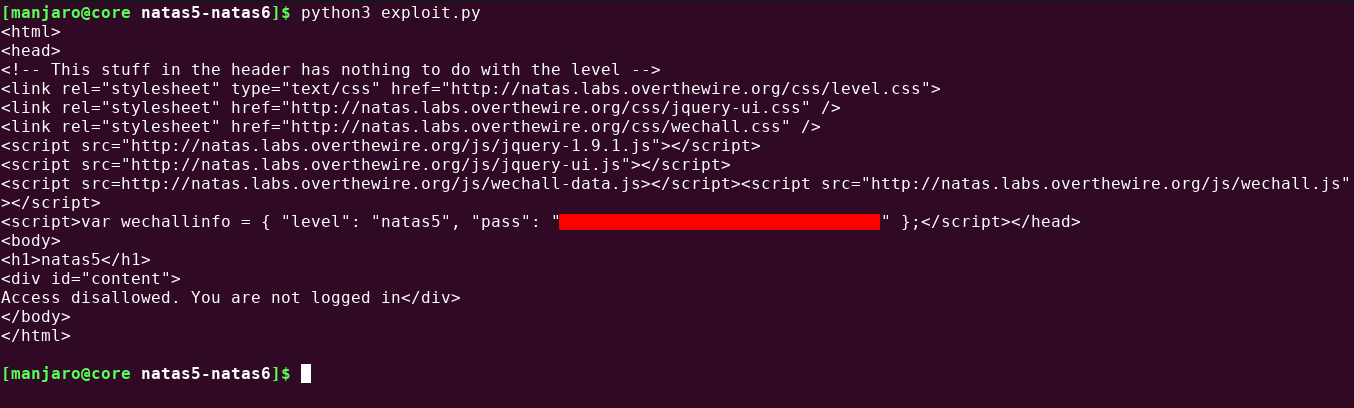 [manjaro@core natas5-natas6]$ python3 exploit.py
<html>
<head>
<!-- This stuff in the header has nothing to do with the level -->
<link rel="stylesheet" type="text/css" href="http://natas.labs.overthewire.org/css/level.css">
<link rel="stylesheet" href="http://natas.labs.overthewire.org/css/jquery-ui.css" />
<link rel="stylesheet" href="http://natas.labs.overthewire.org/css/wechall.css" />
<script src="http://natas.labs.overthewire.org/js/jquery-1.9.1.js"></script>
<script src="http://natas.labs.overthewire.org/js/jquery-ui.js"></script>
<script src=http://natas.labs.overthewire.org/js/wechall-data.js></script><script src="http://natas.labs.overthewire.org/js/wechall.js"
></script>
<script>var wechallinfo = { "level": "natas5", "pass": "" };</script></head>
<body>
<h1>natas5</h1>
<div id="content">
Access disallowed. You are not logged in</div>
</body>
</html>
[manjaro@core natas5-natas6]$